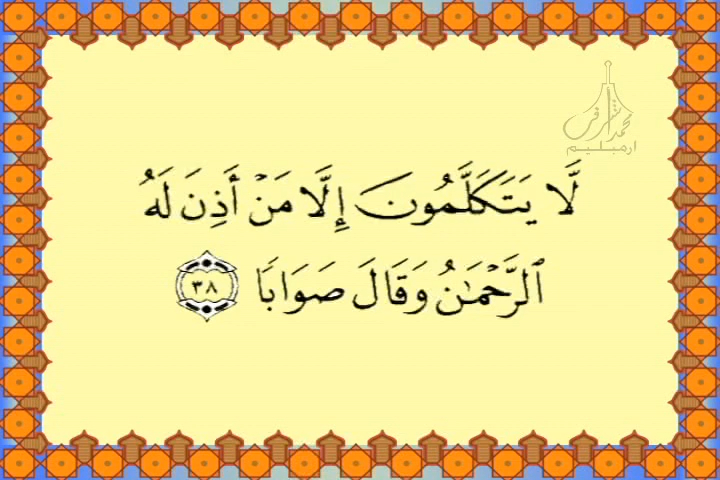 لَّا يَتَكَلَّمُونَ إِلَّا مَنْ أَذِنَ لَهُ
ٱلرَّحْمَـٰنُ وَقَالَ صَوَابًا ٣٨